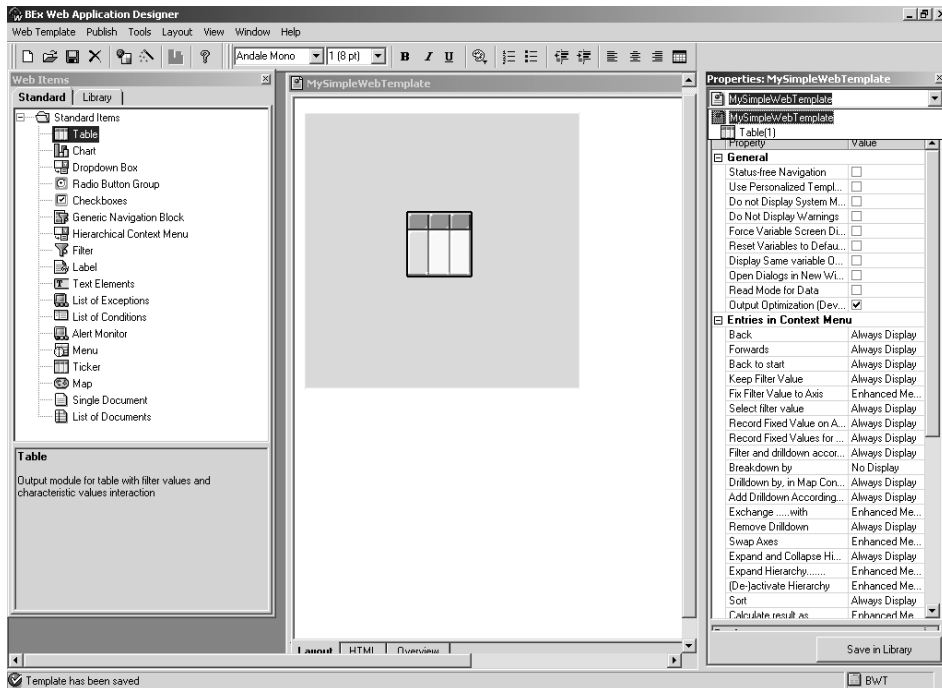 BEx Web Application Designer
Web Template Publish Tools Layout View Window Help
Andale Mono 1 (8 pt) B I U
Web Items
Standard Library
Standard Items
Table
Chart
Dropdown Box
Radio Button Group
Checkboxes
Generic Navigation Block
Hierarchical Context Menu
Filter
Label
Text Elements
List of Exceptions
List of Conditions
Alert Monitor
Menu
Ticker
Map
Single Document
List of Documents
Table
Output module for table with filter values and
characteristic values interaction
MySimpleWebTemplate
Layout HTML Overview
Properties: MySimpleWebTemplate
MySimpleWebTemplate
MySimpleWebTemplate
Table(1)
Property Value
General
Status-free Navigation
Use Personalized Templ...
Do not Display System M...
Do Not Display Warnings
Force Variable Screen Di...
Reset Variables to Defau...
Display Same variable O...
Open Dialogs in New Wi...
Read Mode for Data
Output Optimization (Dev...
Entries in Context Menu
Back Always Display
Forwards Always Display
Back to start Always Display
Keep Filter Value Always Display
Fix Filter Value to Axis Enhanced Me...
Select filter value Always Display
Record Fixed Value on A... Always Display
Record Fixed Values for ... Always Display
Filter and drilldown accor... Always Display
Breakdown by No Display
Drilldown by, in Map Con... Always Display
Add Drilldown According... Always Display
Exchange .....with Enhanced Me...
Remove Drilldown Always Display
Swap Axes Enhanced Me...
Expand and Collapse Hi... Always Display
Expand Hierarchy....... Enhanced Me...
(De-)activate Hierarchy Enhanced Me...
Sort Always Display
Calculate result as Enhanced Me
Save in Library
Template has been saved
BWT